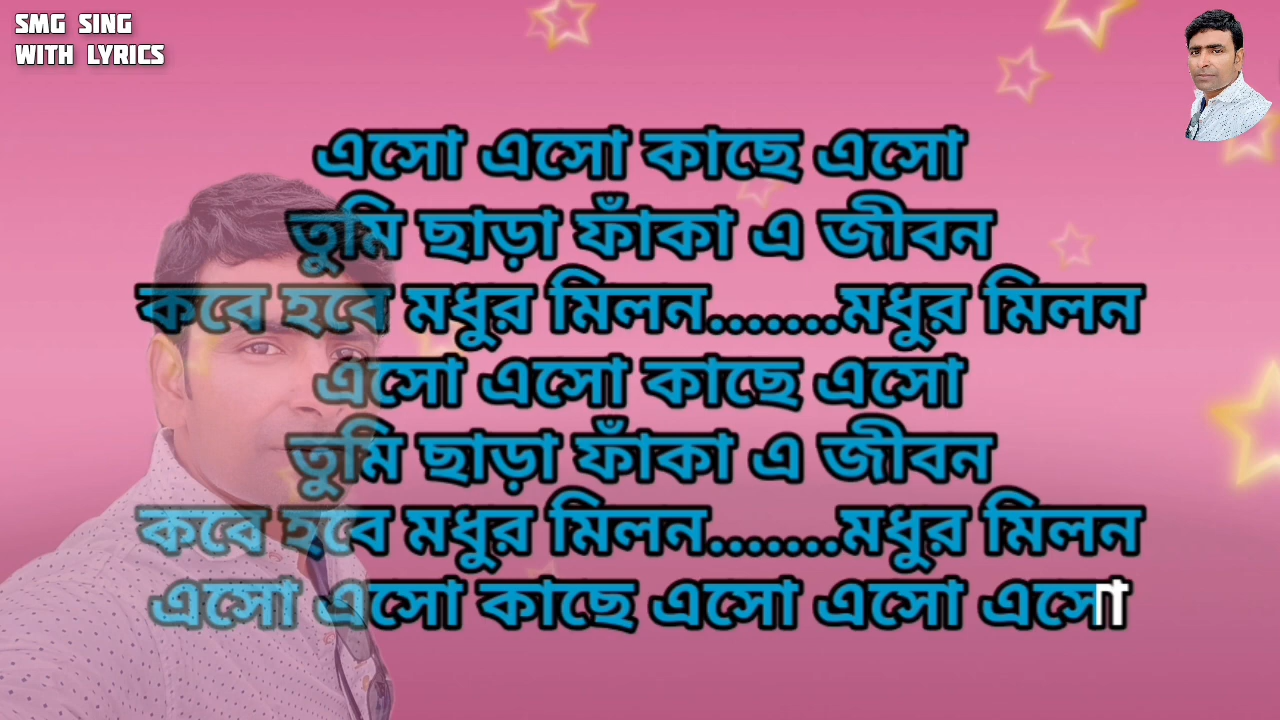 SMG SING
WITH LYRICS
এসো এসো কাছে এসো
তুমি ছাড়া ফাঁকা এ জীবন
কবে হবে মধুর মিলন.......মধুর মিলন
এসো এসো কাছে এসো
তুমি ছাড়া ফাঁকা এ জীবন
কবে হবে মধুর মিলন.......মধুর মিলন
এসো এসো কাছে এসো এসো এসো